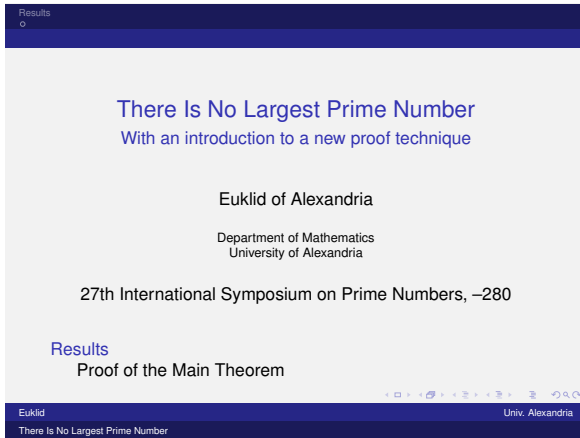 Results
There Is No Largest Prime Number
With an introduction to a new proof technique
Euklid of Alexandria
Department of Mathematics
University of Alexandria
27th International Symposium on Prime Numbers, –280
Results
Proof of the Main Theorem
Euklid Univ. Alexandria
There Is No Largest Prime Number